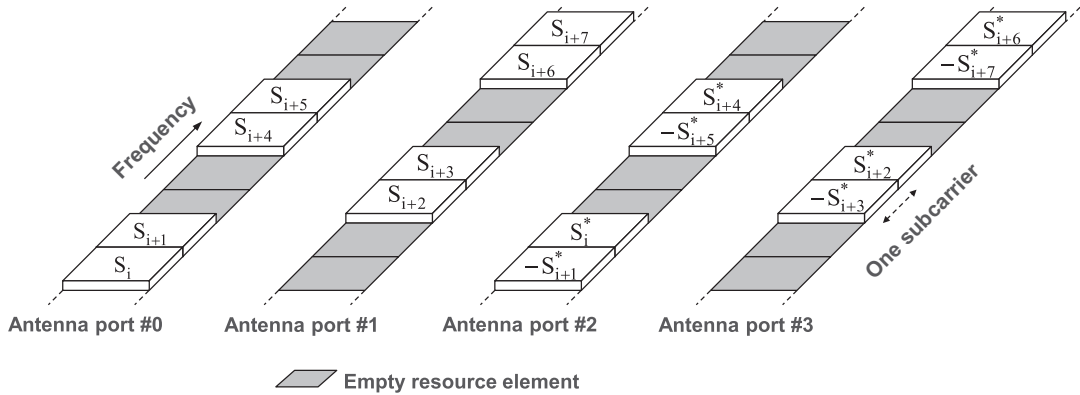 S_{i+7}
S_{i+6}
S*_{i+6}
−S*_{i+7}
S_{i+5}
S_{i+4}
S*_{i+4}
−S*_{i+5}
Frequency
S_{i+3}
S_{i+2}
S*_{i+2}
−S*_{i+3}
S_{i+1}
S_i
S*_i
−S*_{i+1}
One subcarrier
Antenna port #0
Antenna port #1
Antenna port #2
Antenna port #3
Empty resource element